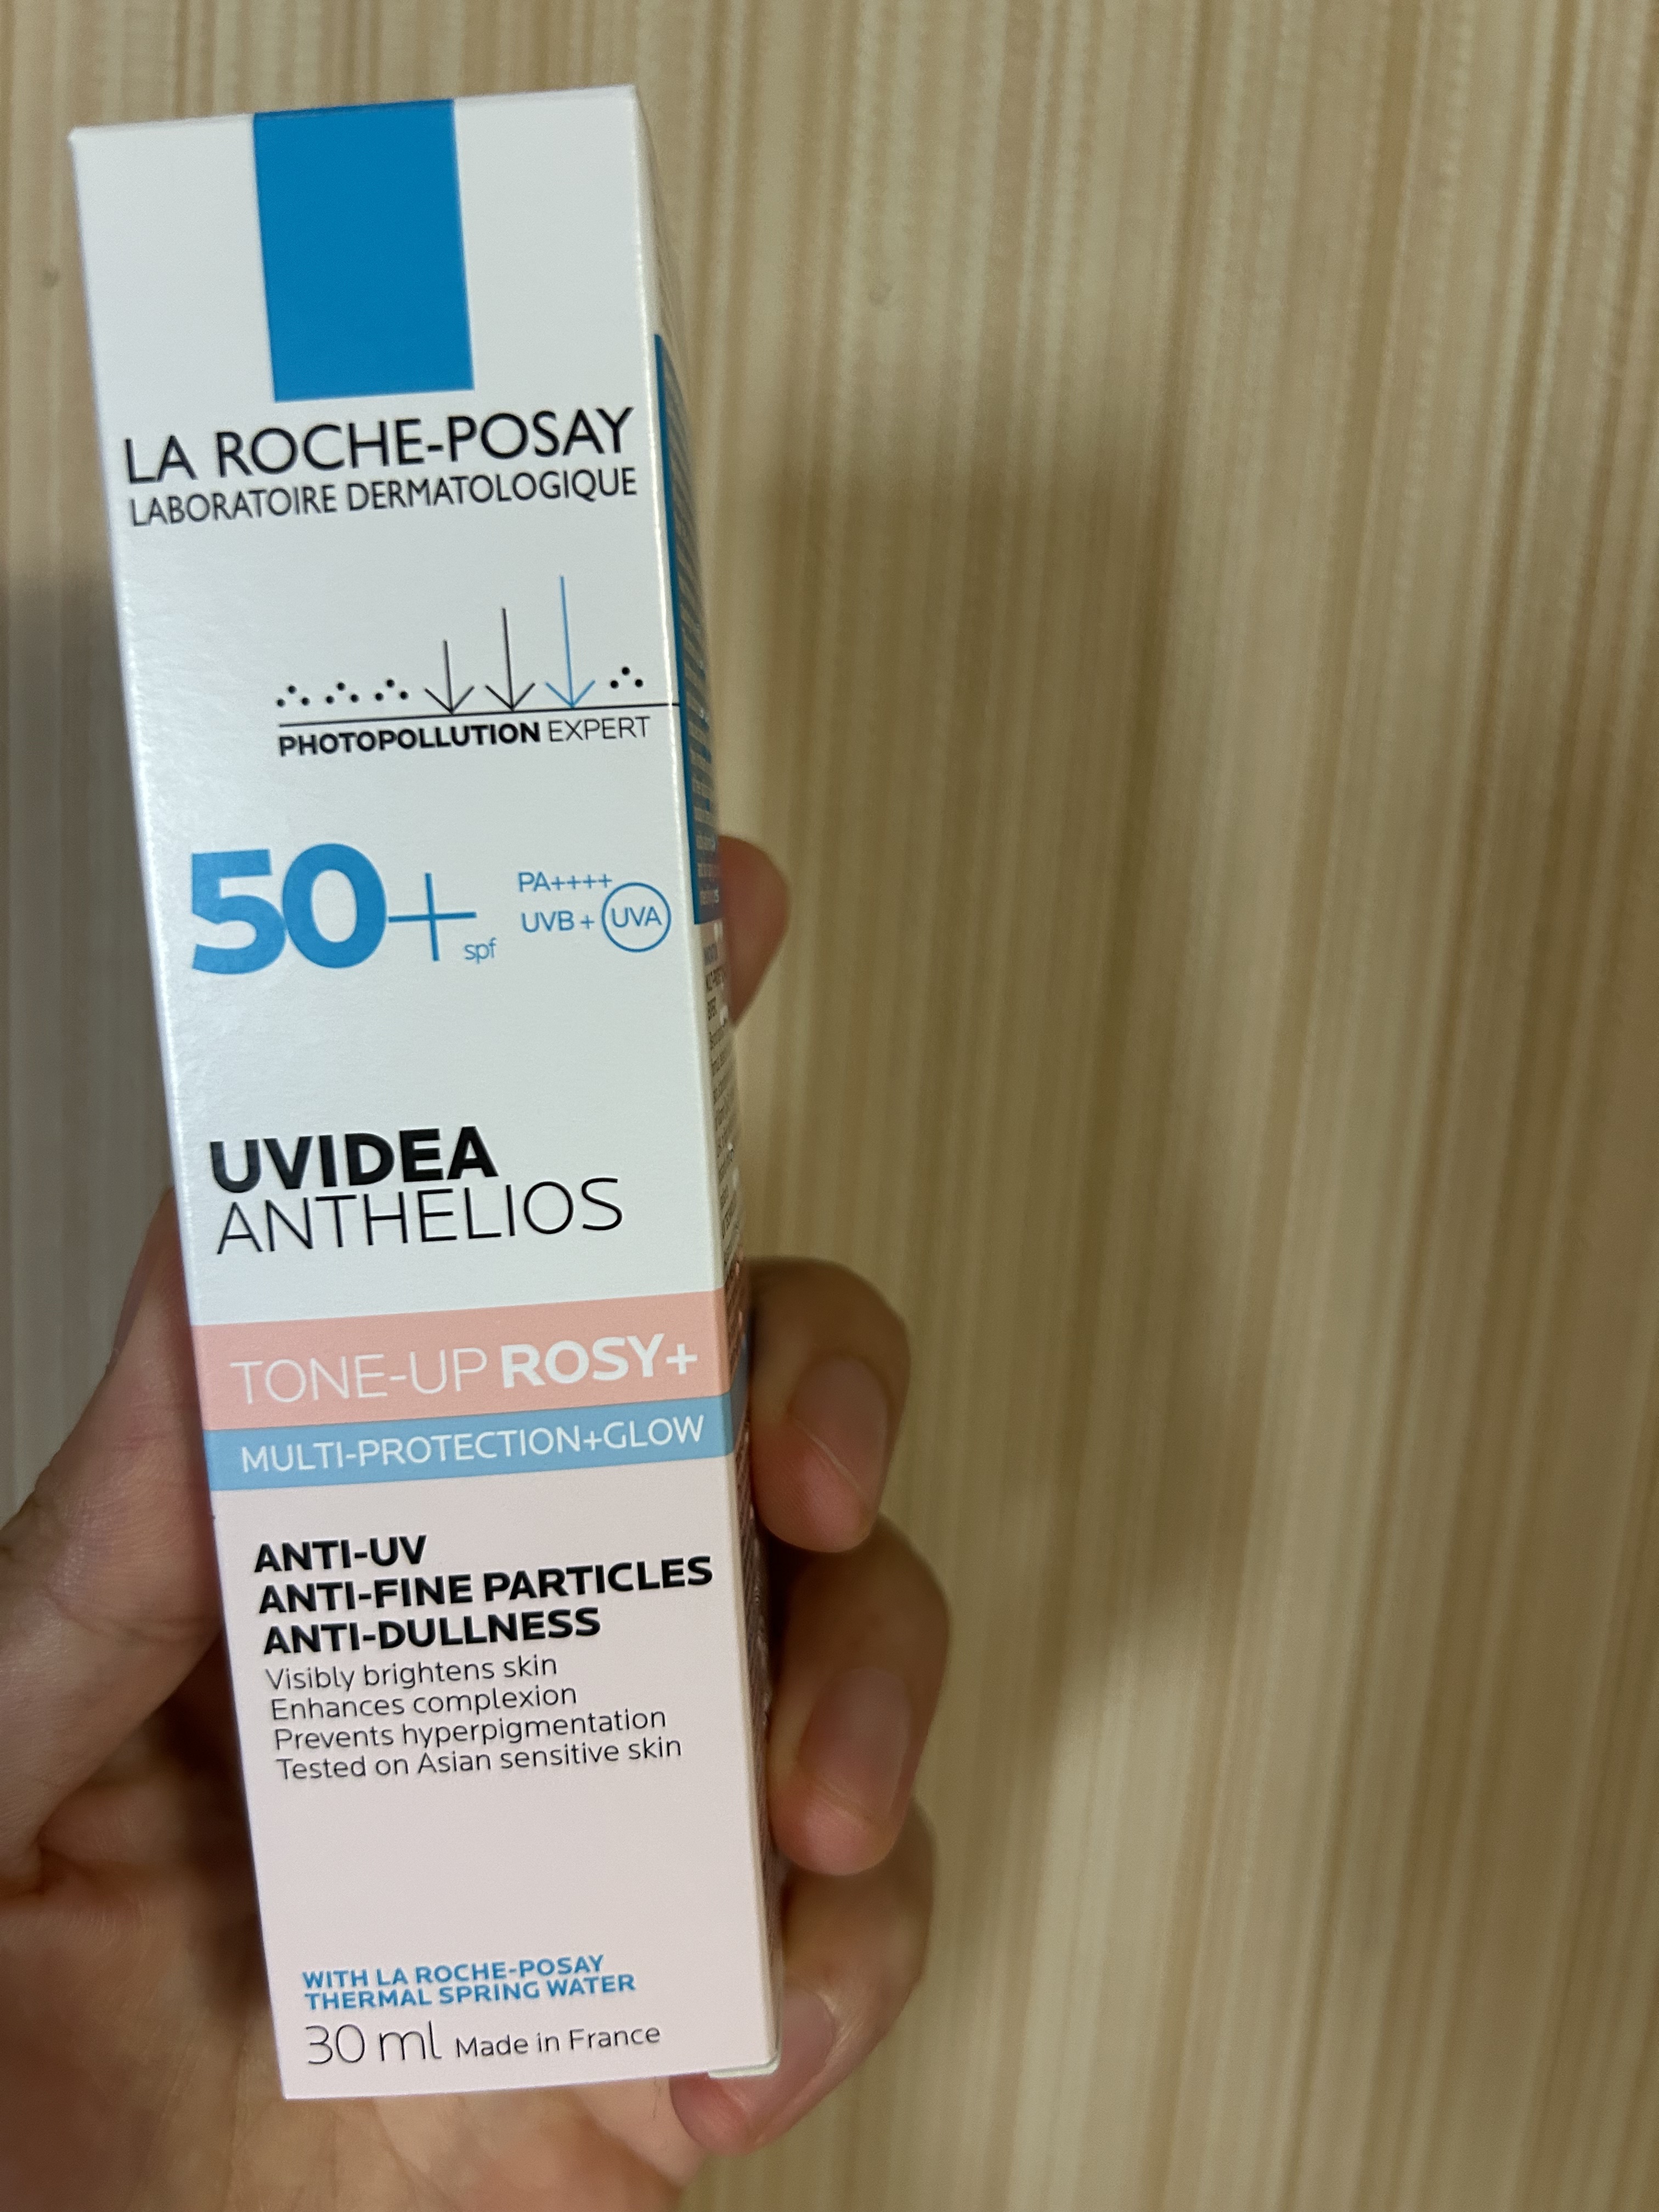 LA ROCHE-POSAY
LABORATOIRE DERMATOLOGIQUE
PHOTOPOLLUTION EXPERT
50+ spf
PA++++
UVB + UVA
UVIDEA
ANTHELIOS
TONE-UP ROSY+
MULTI-PROTECTION+GLOW
ANTI-UV
ANTI-FINE PARTICLES
ANTI-DULLNESS
Visibly brightens skin
Enhances complexion
Prevents hyperpigmentation
Tested on Asian sensitive skin
WITH LA ROCHE-POSAY
THERMAL SPRING WATER
30 ml Made in France